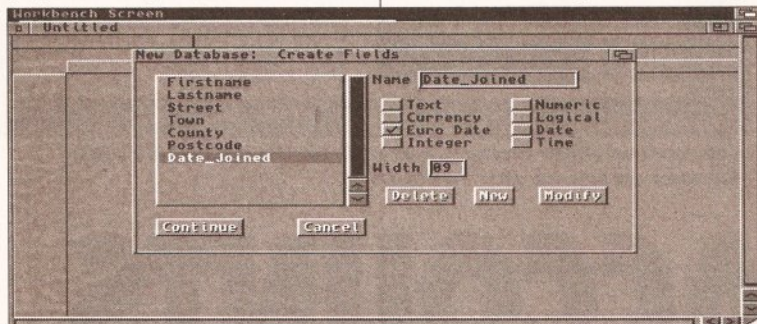 Workbench Screen
Untitled
New Database: Create Fields
Firstname
Lastname
Street
Town
County
Postcode
Date_Joined
Name Date_Joined
Text Numeric
Currency Logical
Euro Date Date
Integer Time
Width 09
Delete New Modify
Continue Cancel